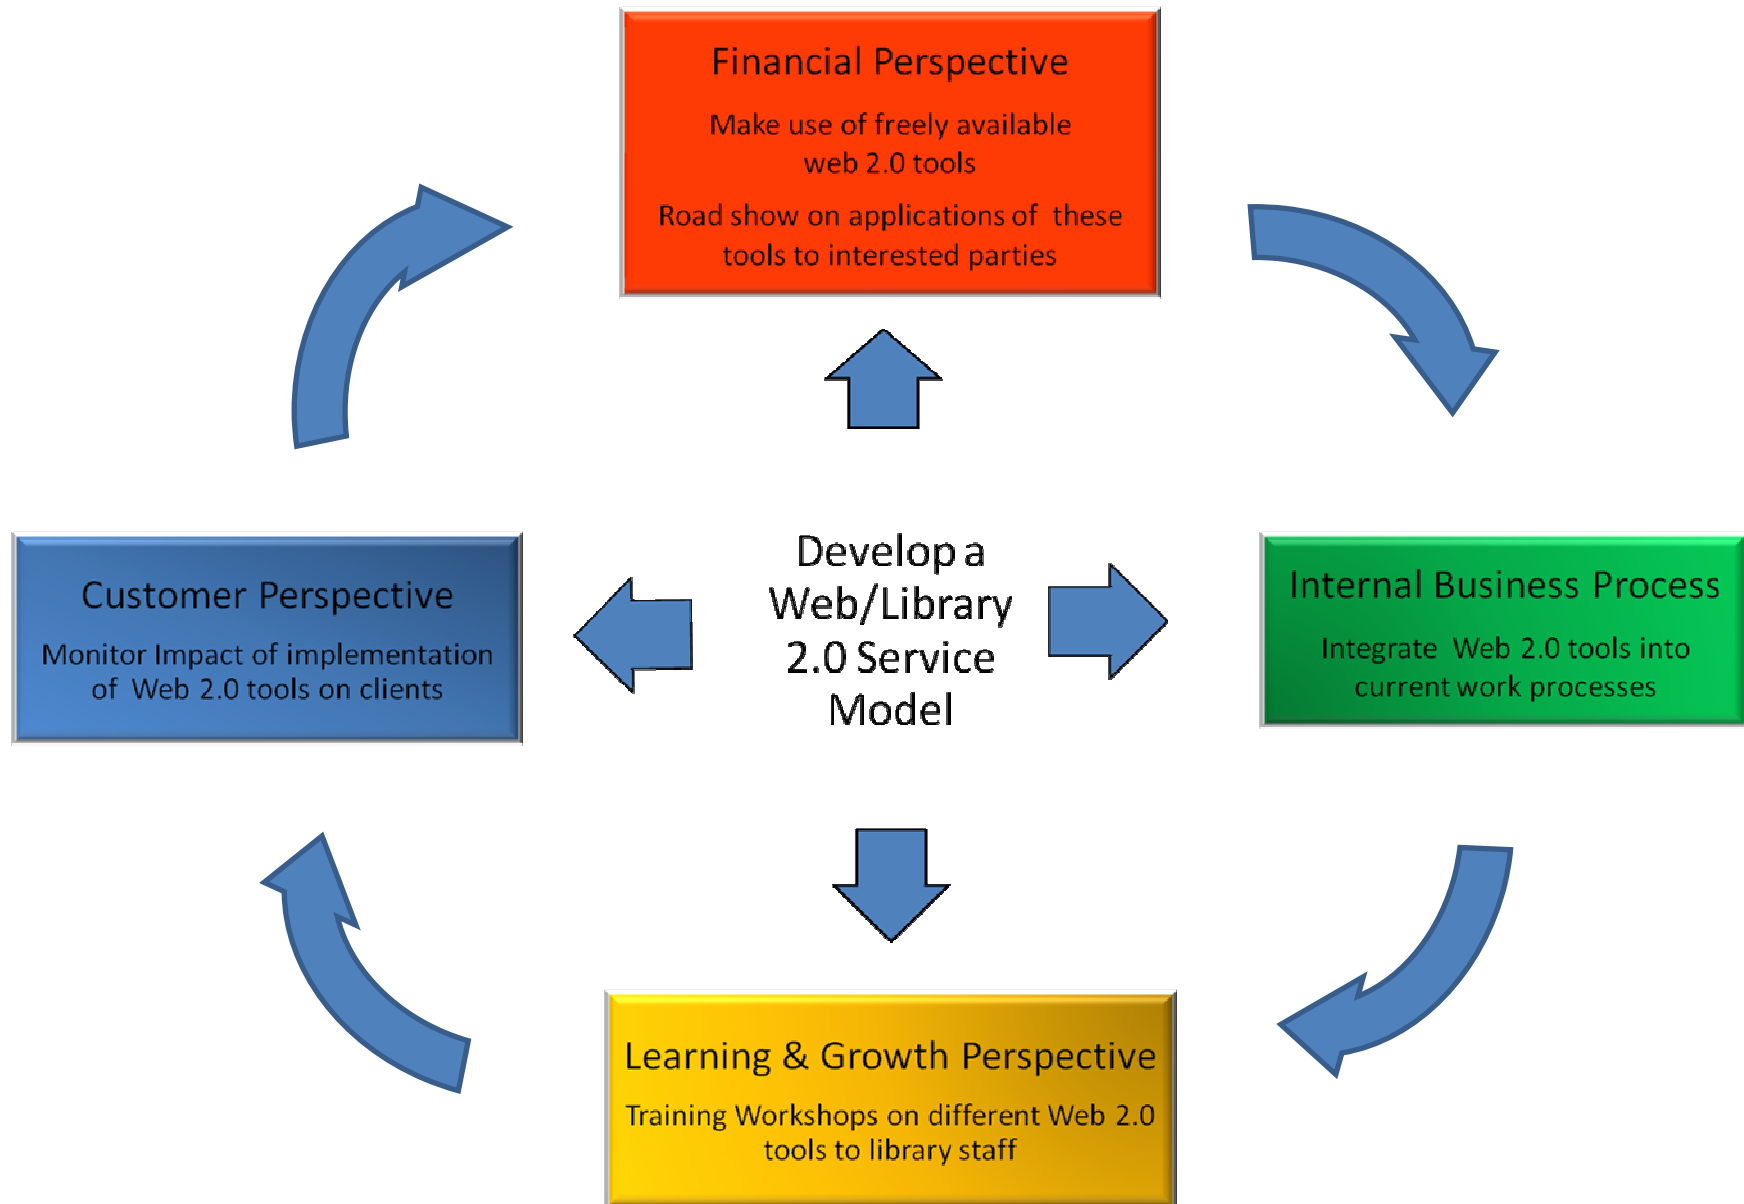 Financial Perspective
Make use of freely available
web 2.0 tools
Road show on applications of these
tools to interested parties
Customer Perspective
Monitor Impact of implementation
of Web 2.0 tools on clients
Develop a
Web/Library
2.0 Service
Model
Internal Business Process
Integrate Web 2.0 tools into
current work processes
Learning & Growth Perspective
Training Workshops on different Web 2.0
tools to library staff